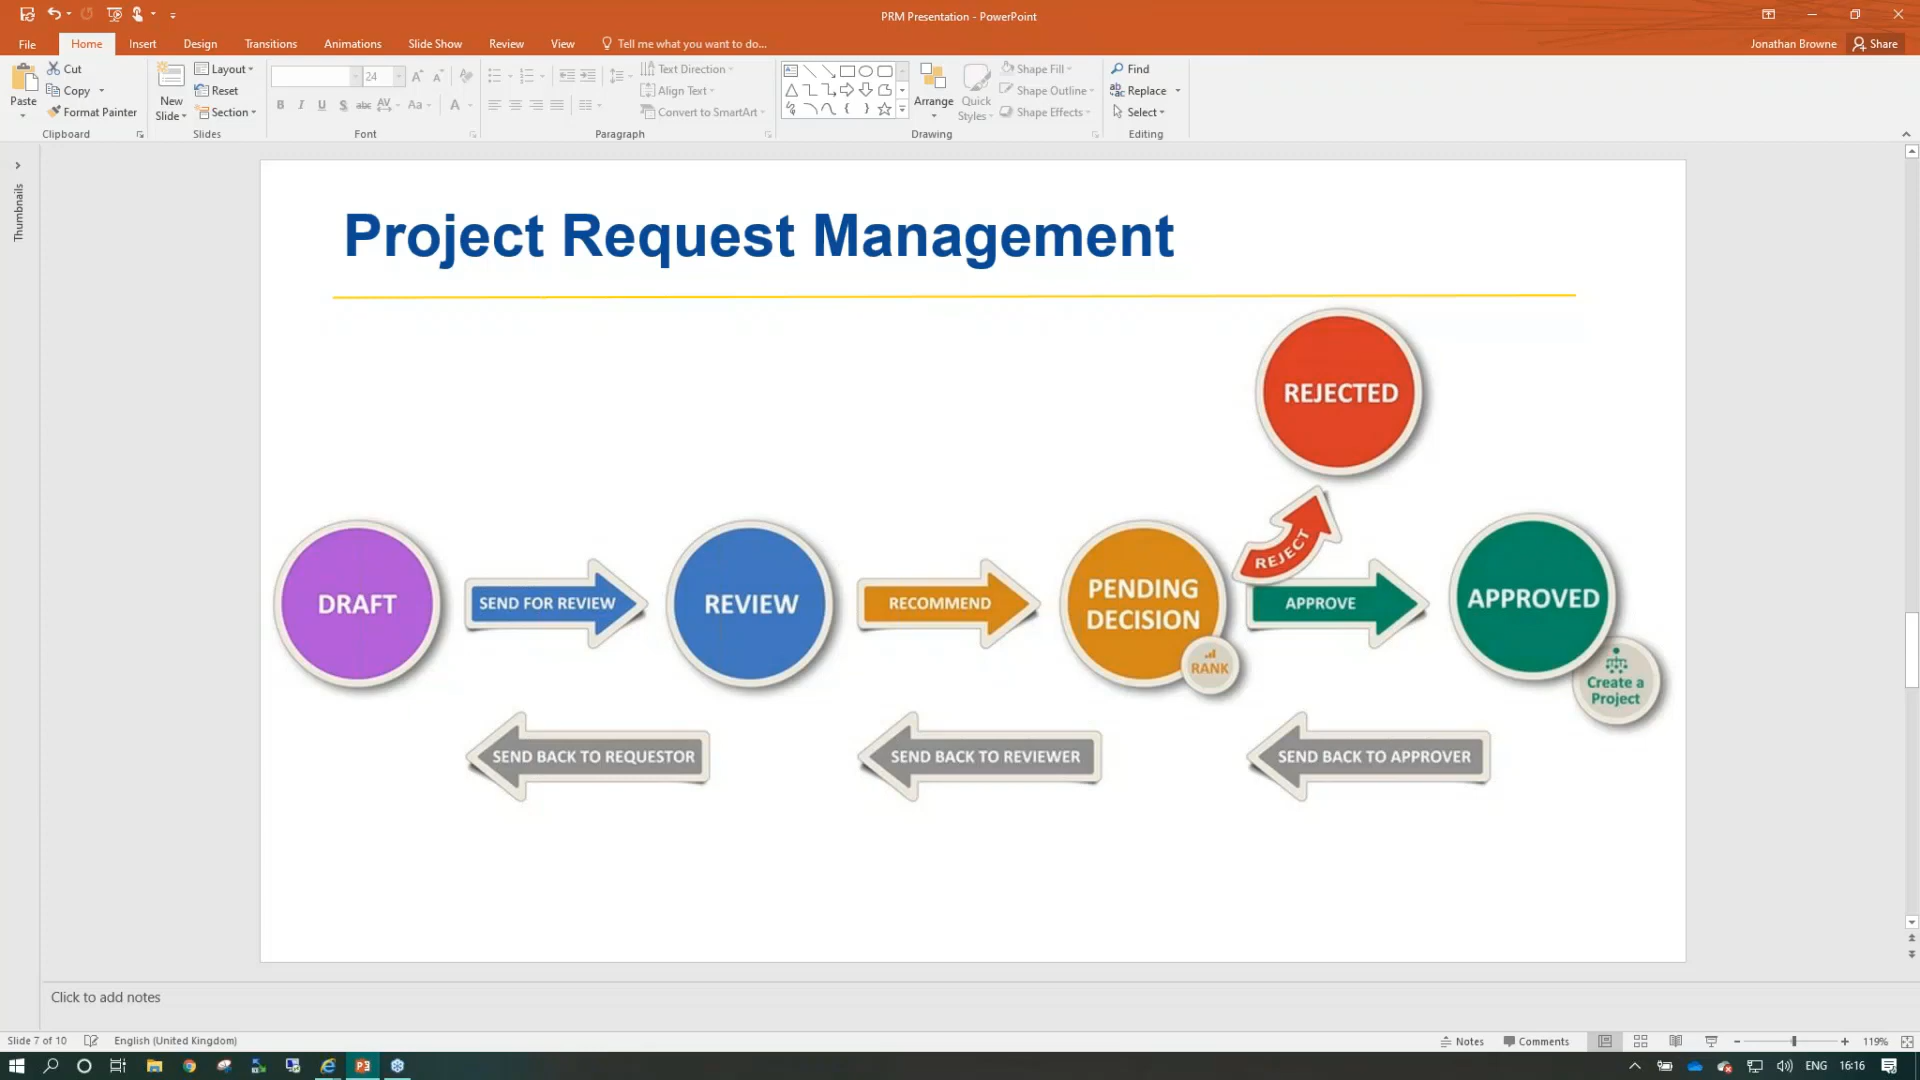 PRM Presentation - PowerPoint
File Home Insert Design Transitions Animations Slide Show Review View Tell me what you want to do... Jonathan Browne Share
Paste
Cut
Copy
Format Painter
Clipboard
New
Slide
Layout
Reset
Section
Slides
24
B I U S abc AV Aa A
Font
Text Direction
Align Text
Convert to SmartArt
Paragraph
Arrange
Quick
Styles
Shape Fill
Shape Outline
Shape Effects
Drawing
Find
Replace
Select
Editing
Thumbnails
Project Request Management
REJECTED
REJECT
DRAFT
SEND FOR REVIEW
REVIEW
RECOMMEND
PENDING
DECISION
RANK
APPROVE
APPROVED
Create a
Project
SEND BACK TO REQUESTOR
SEND BACK TO REVIEWER
SEND BACK TO APPROVER
Click to add notes
Slide 7 of 10 English (United Kingdom) Notes Comments 119%
ENG 16:16